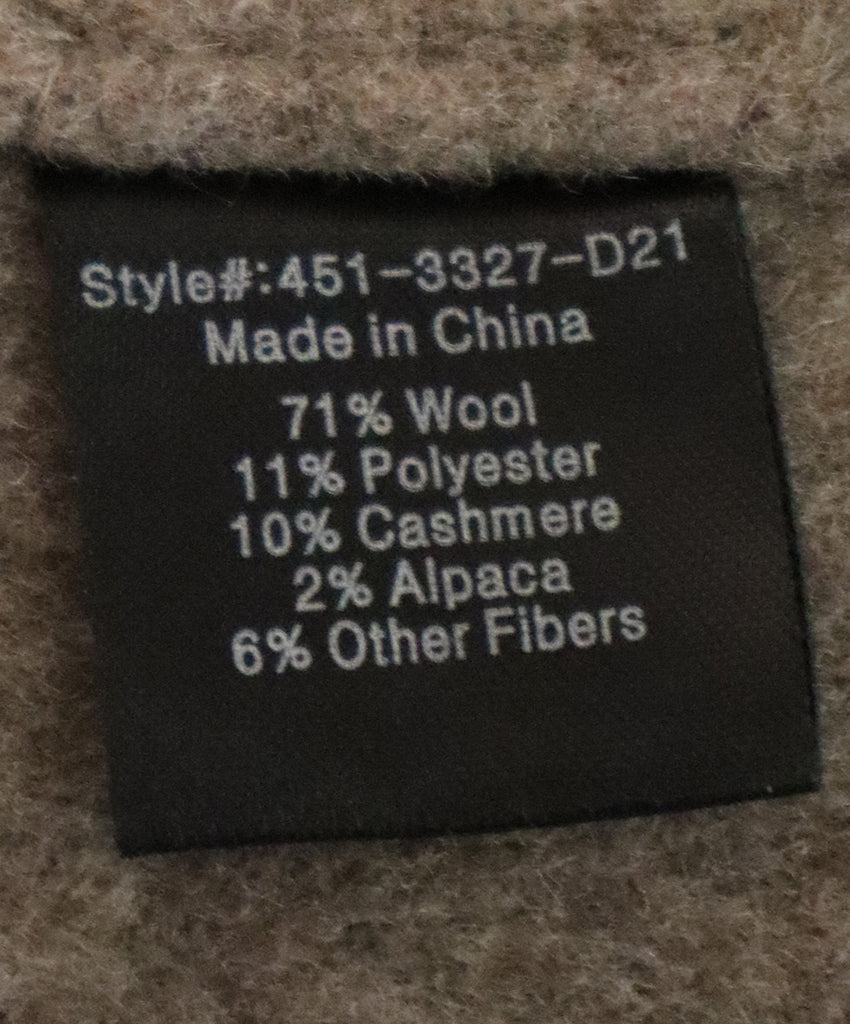 Style#:451-3327-D21
Made in China
71% Wool
11% Polyester
10% Cashmere
2% Alpaca
6% Other Fibers